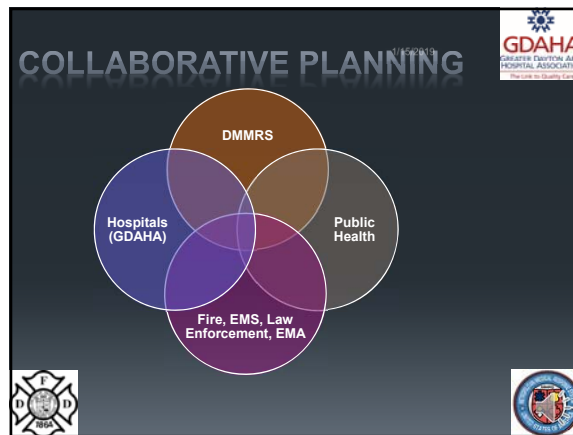 1/15/2019
COLLABORATIVE PLANNING
GDAHA
GREATER DAYTON AREA
HOSPITAL ASSOCIATION
The Link to Quality Care
DMMRS
Hospitals
(GDAHA)
Public
Health
Fire, EMS, Law
Enforcement, EMA
F
D D
1864